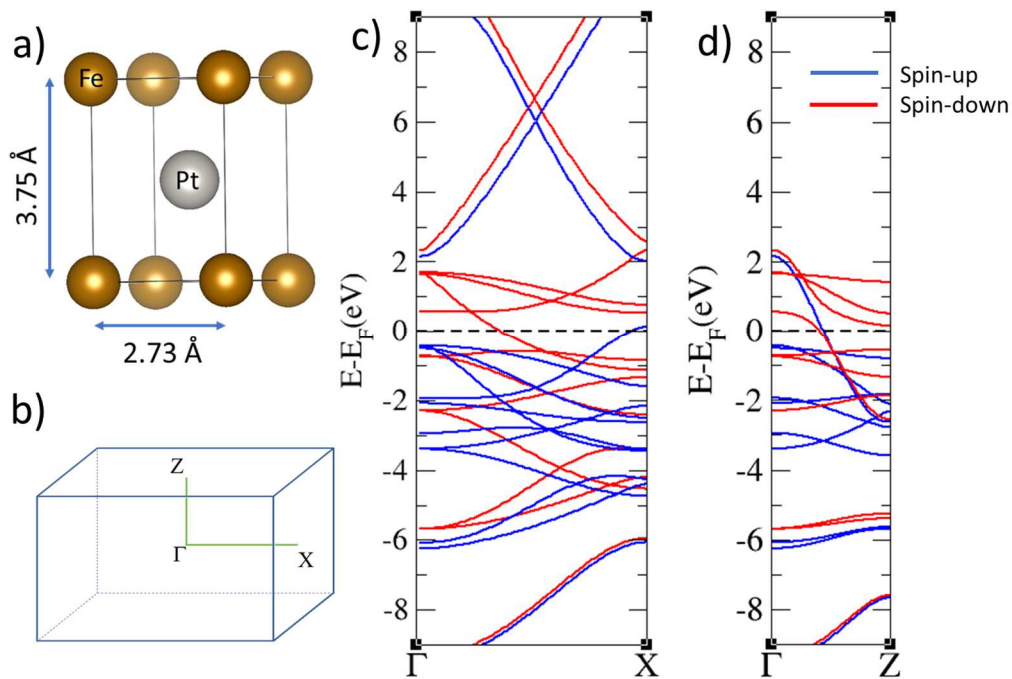 a)
Fe
Pt
3.75 Å
2.73 Å
b)
Z
Γ
X
c)
E-E_F(eV)
8
6
4
2
0
-2
-4
-6
-8
Γ
X
d)
E-E_F(eV)
8
6
4
2
0
-2
-4
-6
-8
Γ
Z
Spin-up
Spin-down